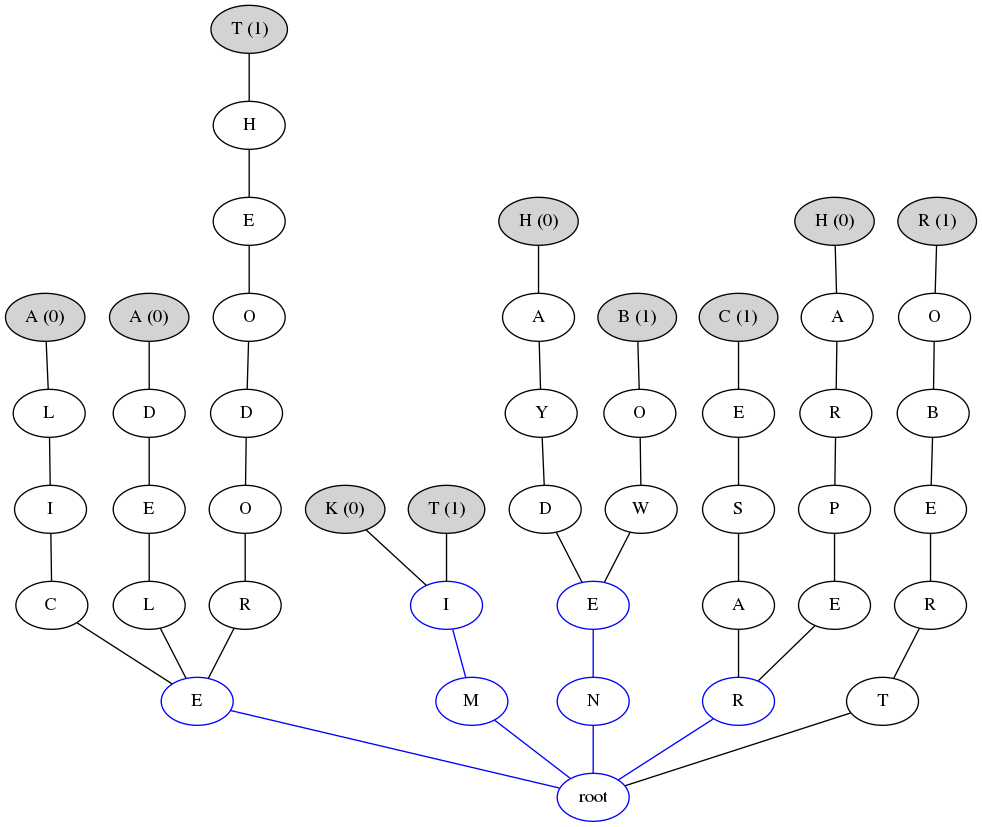 T (1)
H
E
H (0) H (0) R (1)
A (0) A (0) O A B (1) C (1) A O
L D D Y O E R B
I E O K (0) T (1) D W S P E
C L R I E A E R
E M N R T
root